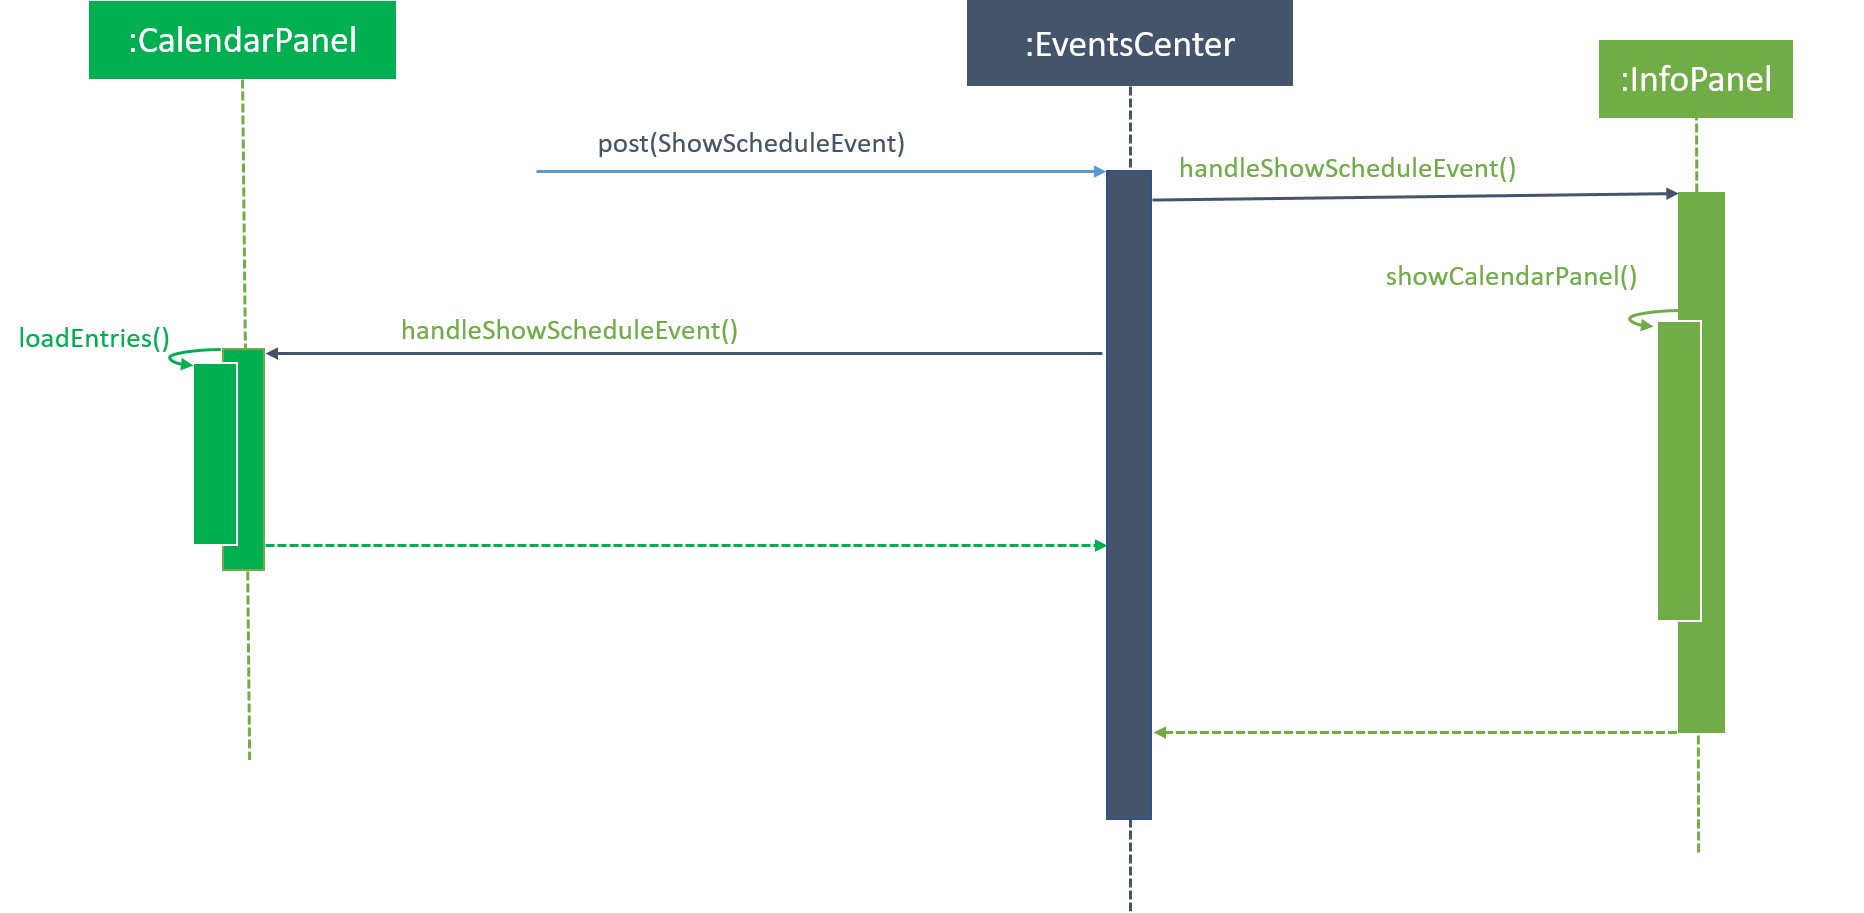 :CalendarPanel
:EventsCenter
:InfoPanel
post(ShowScheduleEvent)
handleShowScheduleEvent()
showCalendarPanel()
handleShowScheduleEvent()
loadEntries()